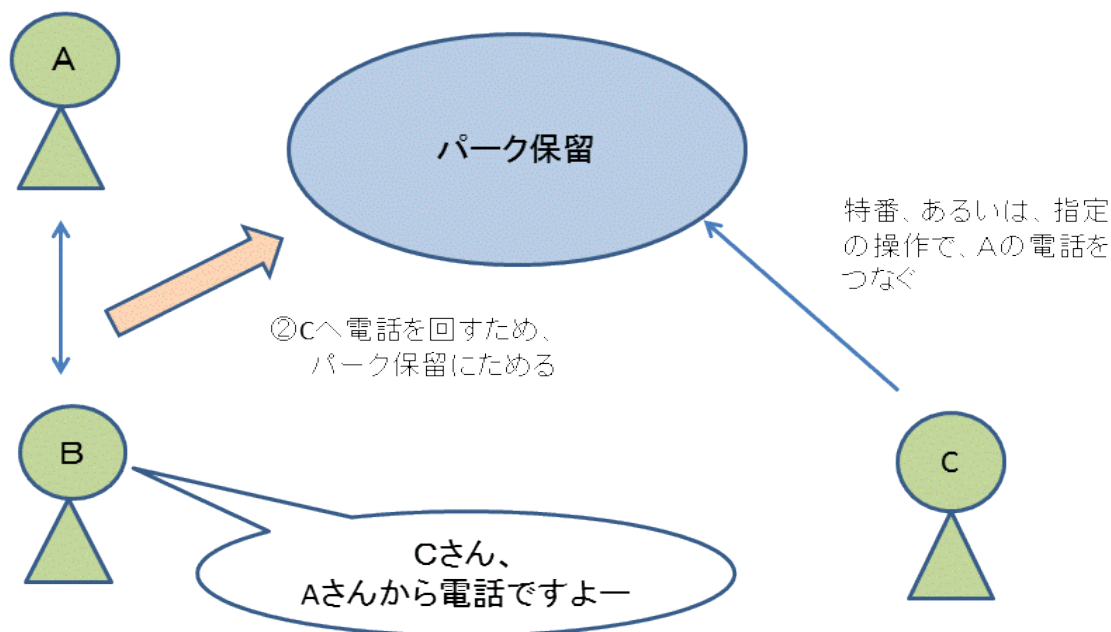 A
パーク保留
特番、あるいは、指定
の操作で、Aの電話を
つなぐ
②Cへ電話を回すため、
パーク保留にためる
B
C
Cさん、
Aさんから電話ですよー